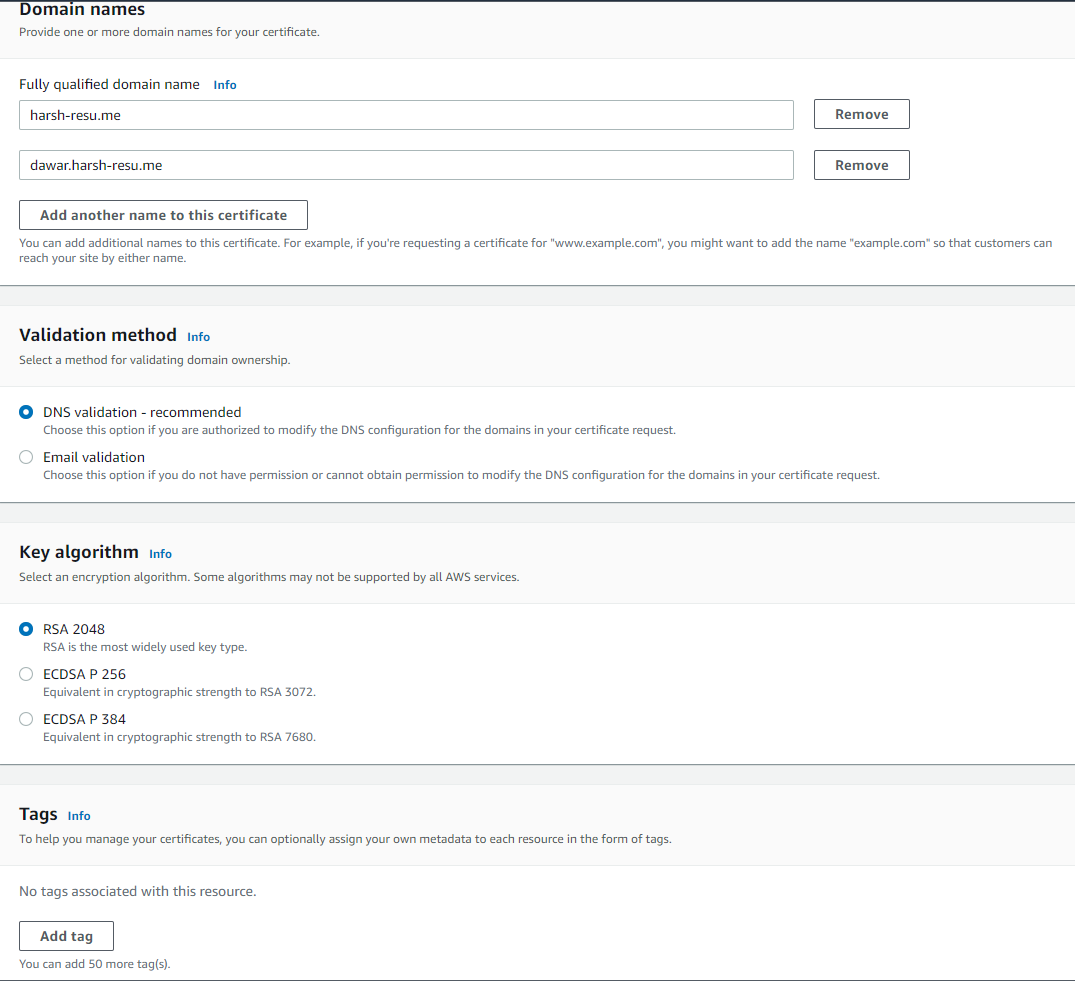 Domain names
Provide one or more domain names for your certificate.
Fully qualified domain name Info
harsh-resu.me Remove
dawar.harsh-resu.me Remove
Add another name to this certificate
You can add additional names to this certificate. For example, if you're requesting a certificate for "www.example.com", you might want to add the name "example.com" so that customers can
reach your site by either name.
Validation method Info
Select a method for validating domain ownership.
DNS validation - recommended
Choose this option if you are authorized to modify the DNS configuration for the domains in your certificate request.
Email validation
Choose this option if you do not have permission or cannot obtain permission to modify the DNS configuration for the domains in your certificate request.
Key algorithm Info
Select an encryption algorithm. Some algorithms may not be supported by all AWS services.
RSA 2048
RSA is the most widely used key type.
ECDSA P 256
Equivalent in cryptographic strength to RSA 3072.
ECDSA P 384
Equivalent in cryptographic strength to RSA 7680.
Tags Info
To help you manage your certificates, you can optionally assign your own metadata to each resource in the form of tags.
No tags associated with this resource.
Add tag
You can add 50 more tag(s).